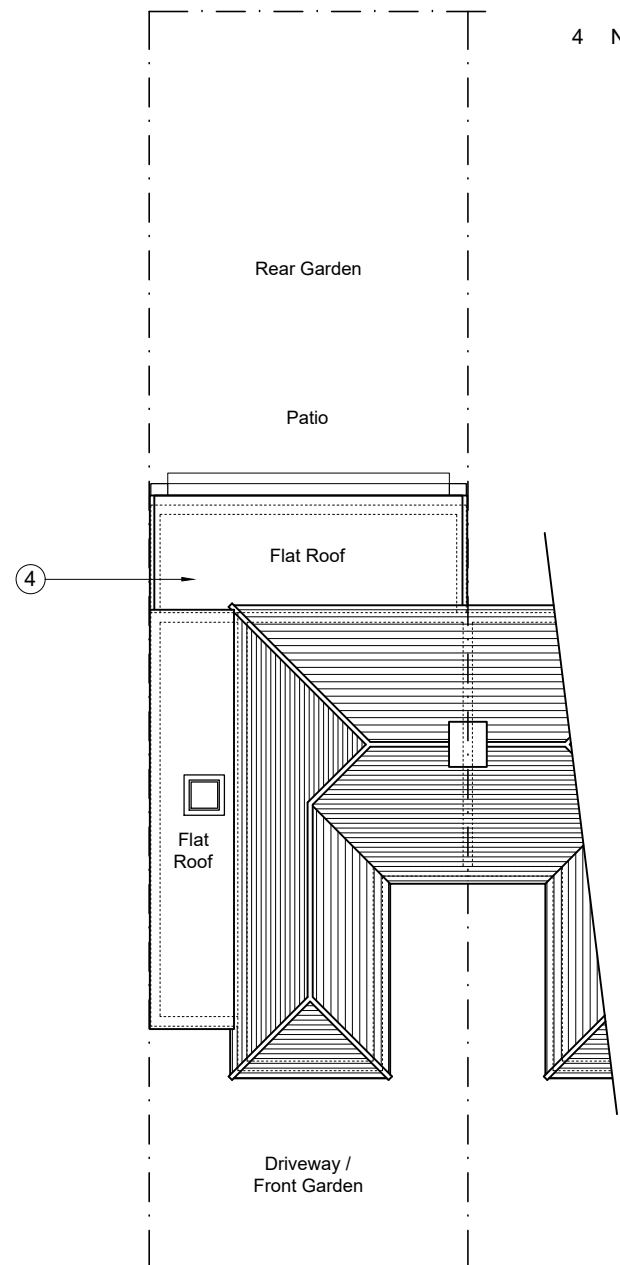 4 N
Rear Garden
Patio
Flat Roof
4
Flat
Roof
Driveway /
Front Garden